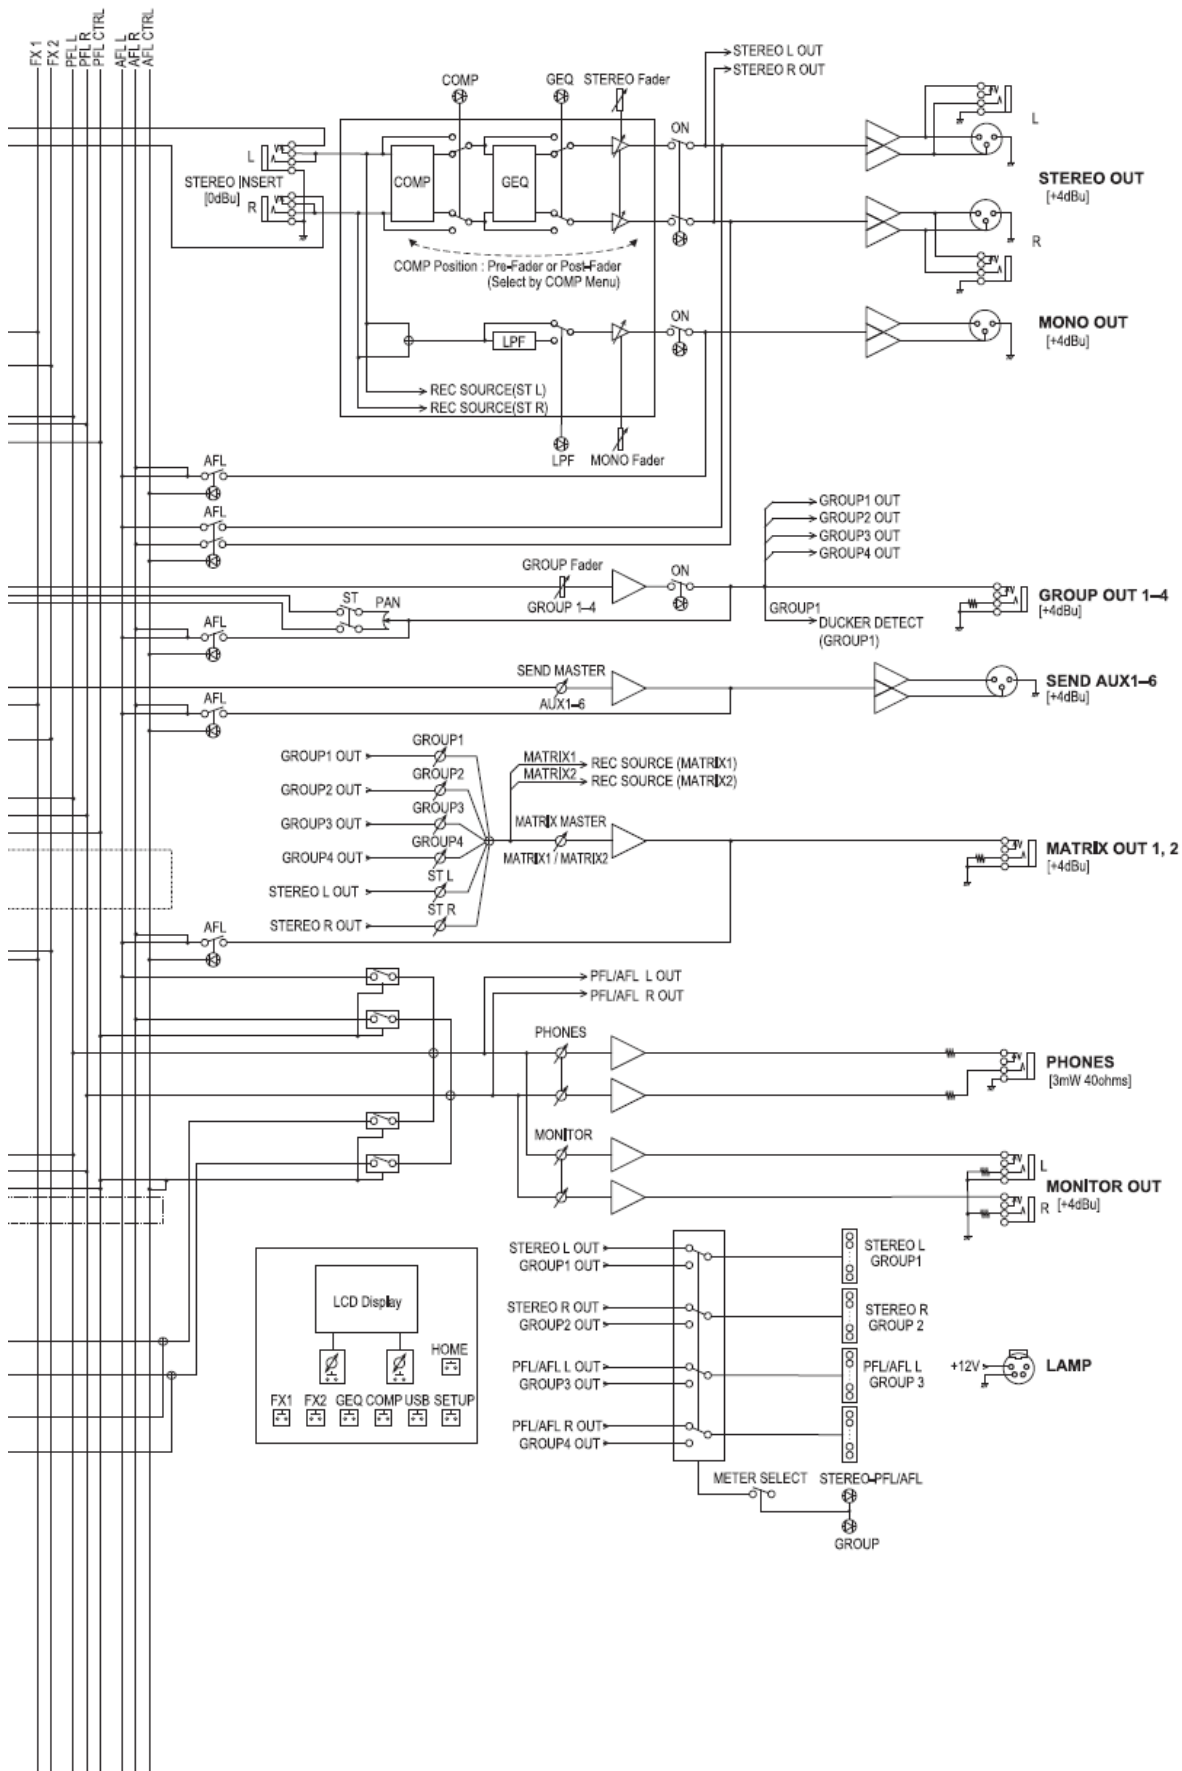 FX 1
FX 2
PFL L
PFL R
PFL CTRL
AFL L
AFL R
AFL CTRL
STEREO L OUT
STEREO R OUT
COMP
GEQ
STEREO Fader
ON
L
STEREO INSERT
[0dBu]
R
COMP
GEQ
L
STEREO OUT
[+4dBu]
R
COMP Position : Pre-Fader or Post-Fader
(Select by COMP Menu)
ON
LPF
MONO OUT
[+4dBu]
REC SOURCE(ST L)
REC SOURCE(ST R)
LPF
MONO Fader
AFL
AFL
GROUP1 OUT
GROUP2 OUT
GROUP3 OUT
GROUP4 OUT
GROUP Fader
ON
GROUP 1–4
GROUP OUT 1–4
[+4dBu]
ST
PAN
GROUP1
DUCKER DETECT
(GROUP1)
AFL
SEND MASTER
AUX1–6
SEND AUX1–6
[+4dBu]
AFL
GROUP1 OUT
GROUP1
GROUP2 OUT
GROUP2
GROUP3 OUT
GROUP3
GROUP4 OUT
GROUP4
STEREO L OUT
ST L
STEREO R OUT
ST R
MATRIX1
REC SOURCE (MATRIX1)
MATRIX2
REC SOURCE (MATRIX2)
MATRIX MASTER
MATRIX1 / MATRIX2
MATRIX OUT 1, 2
[+4dBu]
AFL
PFL/AFL L OUT
PFL/AFL R OUT
PHONES
PHONES
[3mW 40ohms]
MONITOR
L
MONITOR OUT
R
[+4dBu]
LCD Display
HOME
FX1
FX2
GEQ
COMP
USB
SETUP
STEREO L OUT
GROUP1 OUT
STEREO L
GROUP1
STEREO R OUT
GROUP2 OUT
STEREO R
GROUP 2
PFL/AFL L OUT
GROUP3 OUT
PFL/AFL L
GROUP 3
PFL/AFL R OUT
GROUP4 OUT
+12V
LAMP
METER SELECT
STEREO-PFL/AFL
GROUP